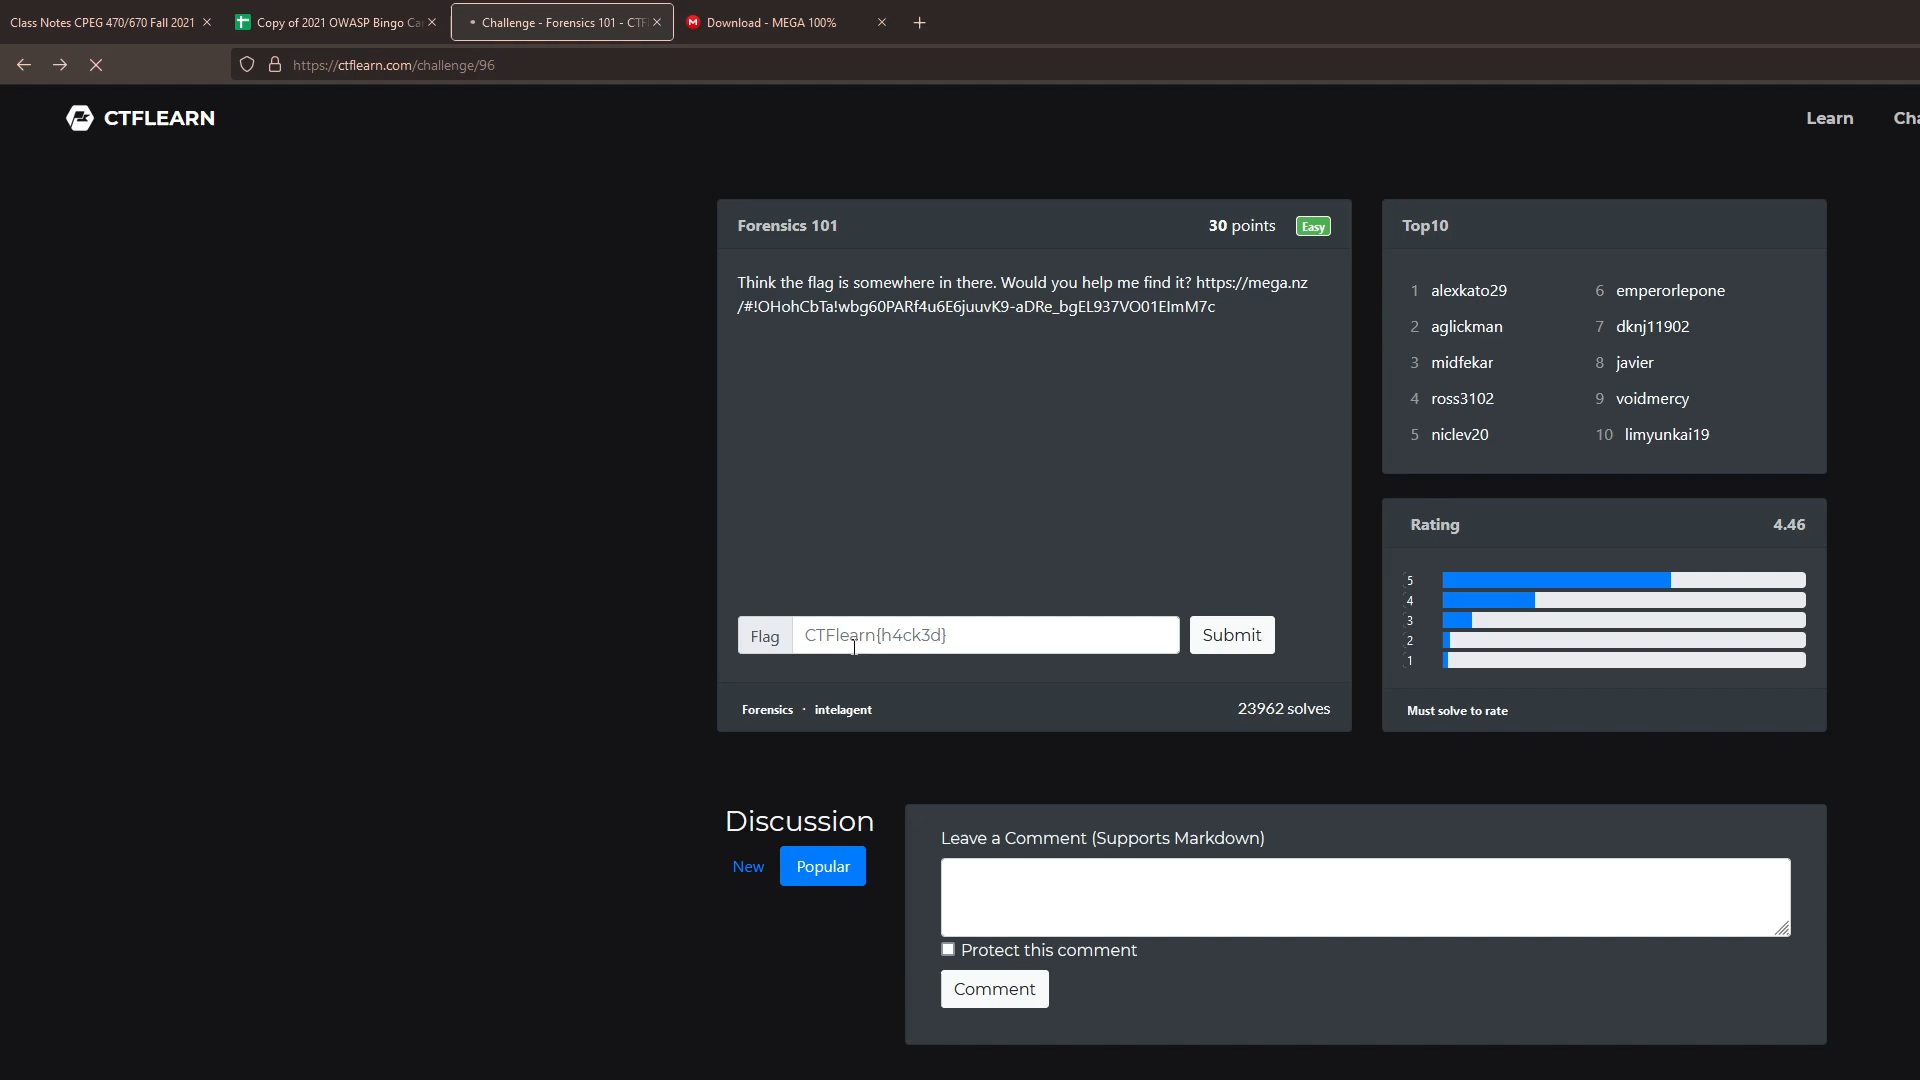 Class Notes CPEG 470/670 Fall 2021
Copy of 2021 OWASP Bingo Ca
Challenge - Forensics 101 - CTF
Download - MEGA 100%
https://ctflearn.com/challenge/96
CTFLEARN
Learn
Cha
Forensics 101
30 points
Easy
Think the flag is somewhere in there. Would you help me find it? https://mega.nz
/#!OHohCbTa!wbg60PARf4u6E6juuvK9-aDRe_bgEL937VO01EImM7c
Flag
CTFlearn{h4ck3d}
Submit
Forensics · intelagent
23962 solves
Top10
1 alexkato29
2 aglickman
3 midfekar
4 ross3102
5 niclev20
6 emperorlepone
7 dknj11902
8 javier
9 voidmercy
10 limyunkai19
Rating
4.46
5
4
3
2
1
Must solve to rate
Discussion
New
Popular
Leave a Comment (Supports Markdown)
Protect this comment
Comment